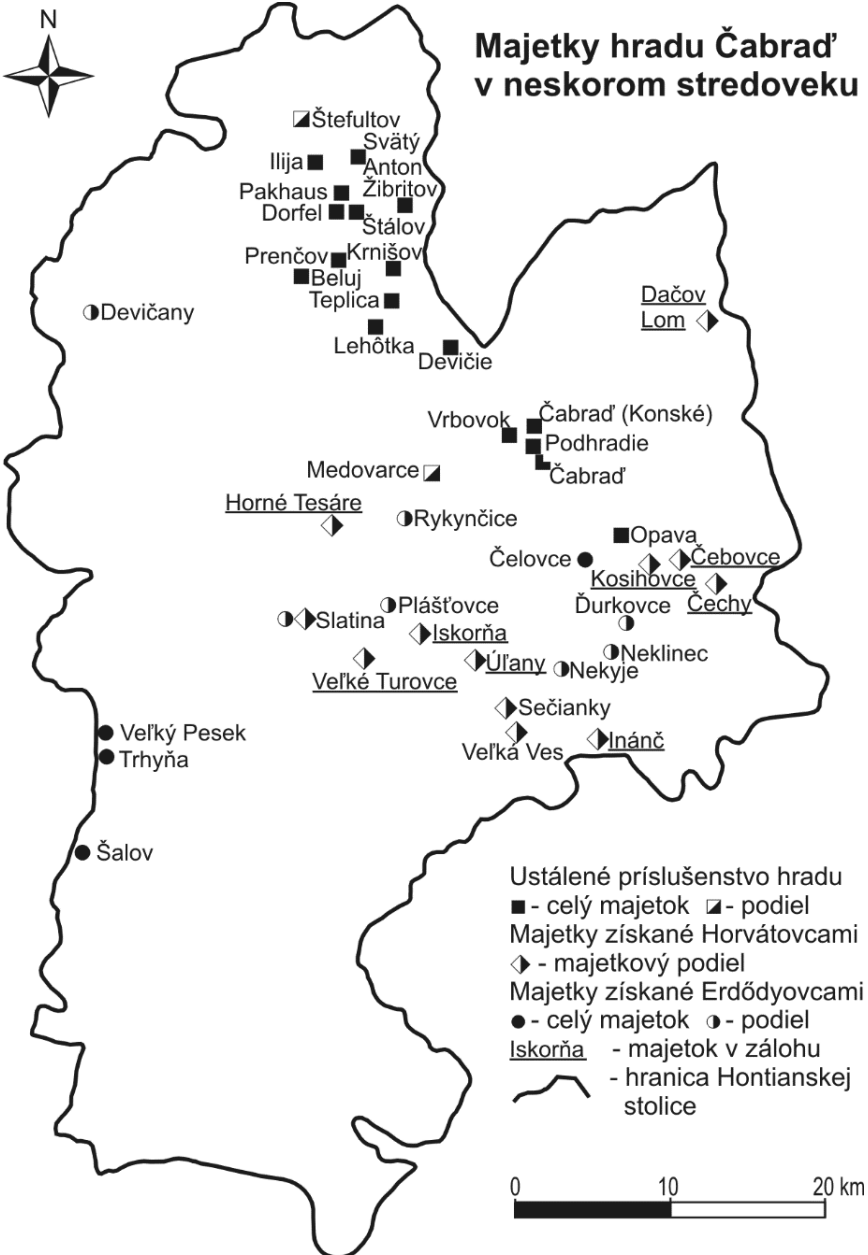 N
Majetky hradu Čabraď
v neskorom stredoveku
Štefultov
Svätý
Anton
Ilija
Žibritov
Pakhaus
Dorfel
Štálov
Prenčov
Krnišov
Beluj
Teplica
Devičany
Lehôtka
Devičie
Dačov
Lom
Vrbovok
Čabraď (Konské)
Podhradie
Čabraď
Medovarce
Horné Tesáre
Rykynčice
Opava
Čelovce
Čebovce
Kosihovce
Čechy
Plášťovce
Ďurkovce
Slatina
Iskorňa
Neklinec
Úľany
Nekyje
Veľké Turovce
Sečianky
Veľký Pesek
Veľká Ves
Inánč
Trhyňa
Šalov
Ustálené príslušenstvo hradu
- celý majetok - podiel
Majetky získané Horvátovcami
- majetkový podiel
Majetky získané Erdődyovcami
- celý majetok - podiel
Iskorňa - majetok v zálohu
- hranica Hontianskej
stolice
0 10 20 km